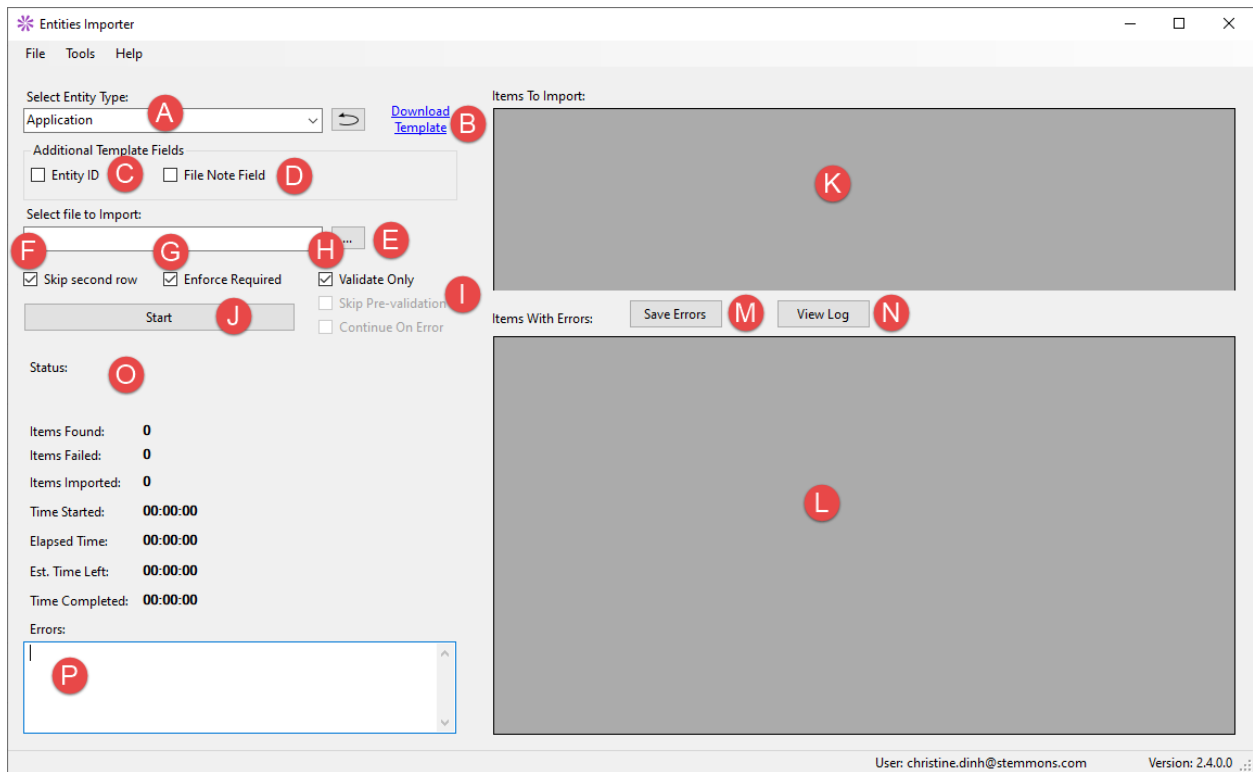 Entities Importer
File Tools Help
Select Entity Type:
A
Application
Download
Template
B
Additional Template Fields
Entity ID C File Note Field D
Select file to Import:
... E
F G H
Skip second row Enforce Required Validate Only
I
Skip Pre-validation
Start J
Continue On Error
Status:
O
Items Found: 0
Items Failed: 0
Items Imported: 0
Time Started: 00:00:00
Elapsed Time: 00:00:00
Est. Time Left: 00:00:00
Time Completed: 00:00:00
Errors:
P
Items To Import:
K
Items With Errors: Save Errors M View Log N
L
User: christine.dinh@stemmons.com Version: 2.4.0.0